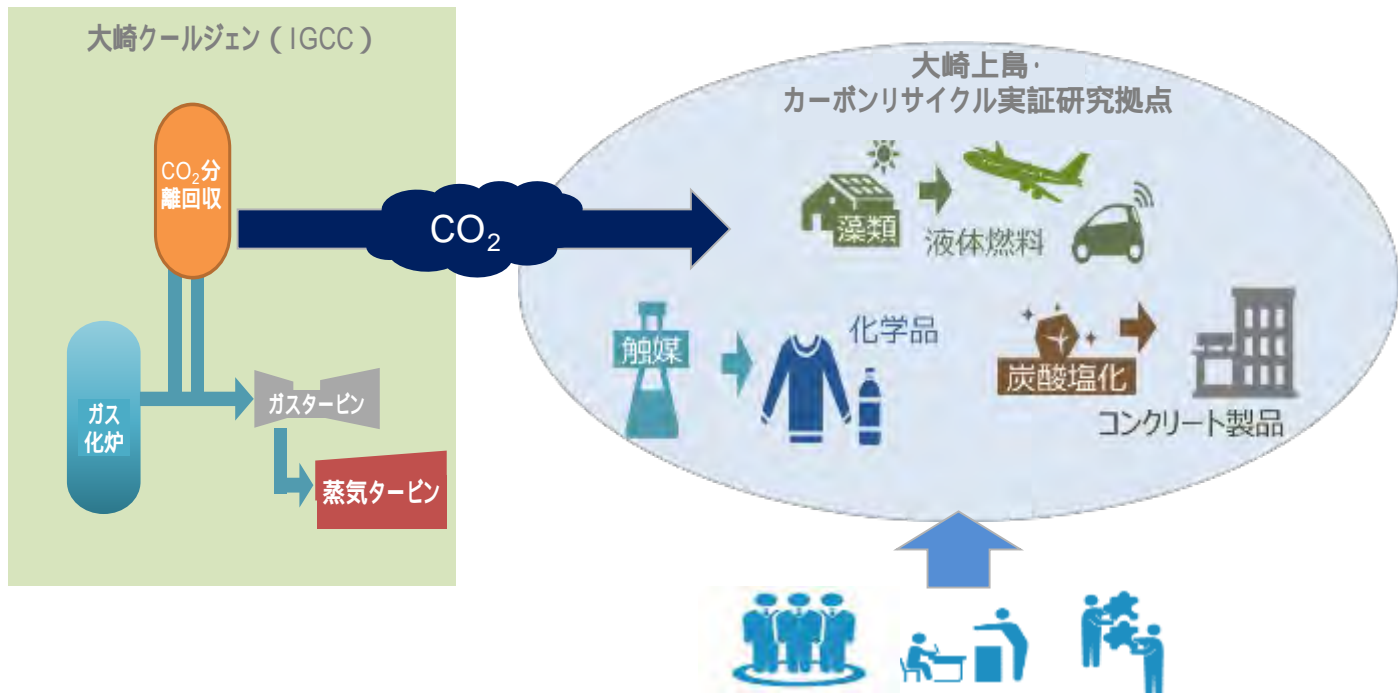 大崎クールジェン（IGCC）
CO₂分
離回収
ガス
化炉
ガスタービン
蒸気タービン
CO₂
大崎上島・
カーボンリサイクル実証研究拠点
藻類
液体燃料
触媒
化学品
炭酸塩化
コンクリート製品